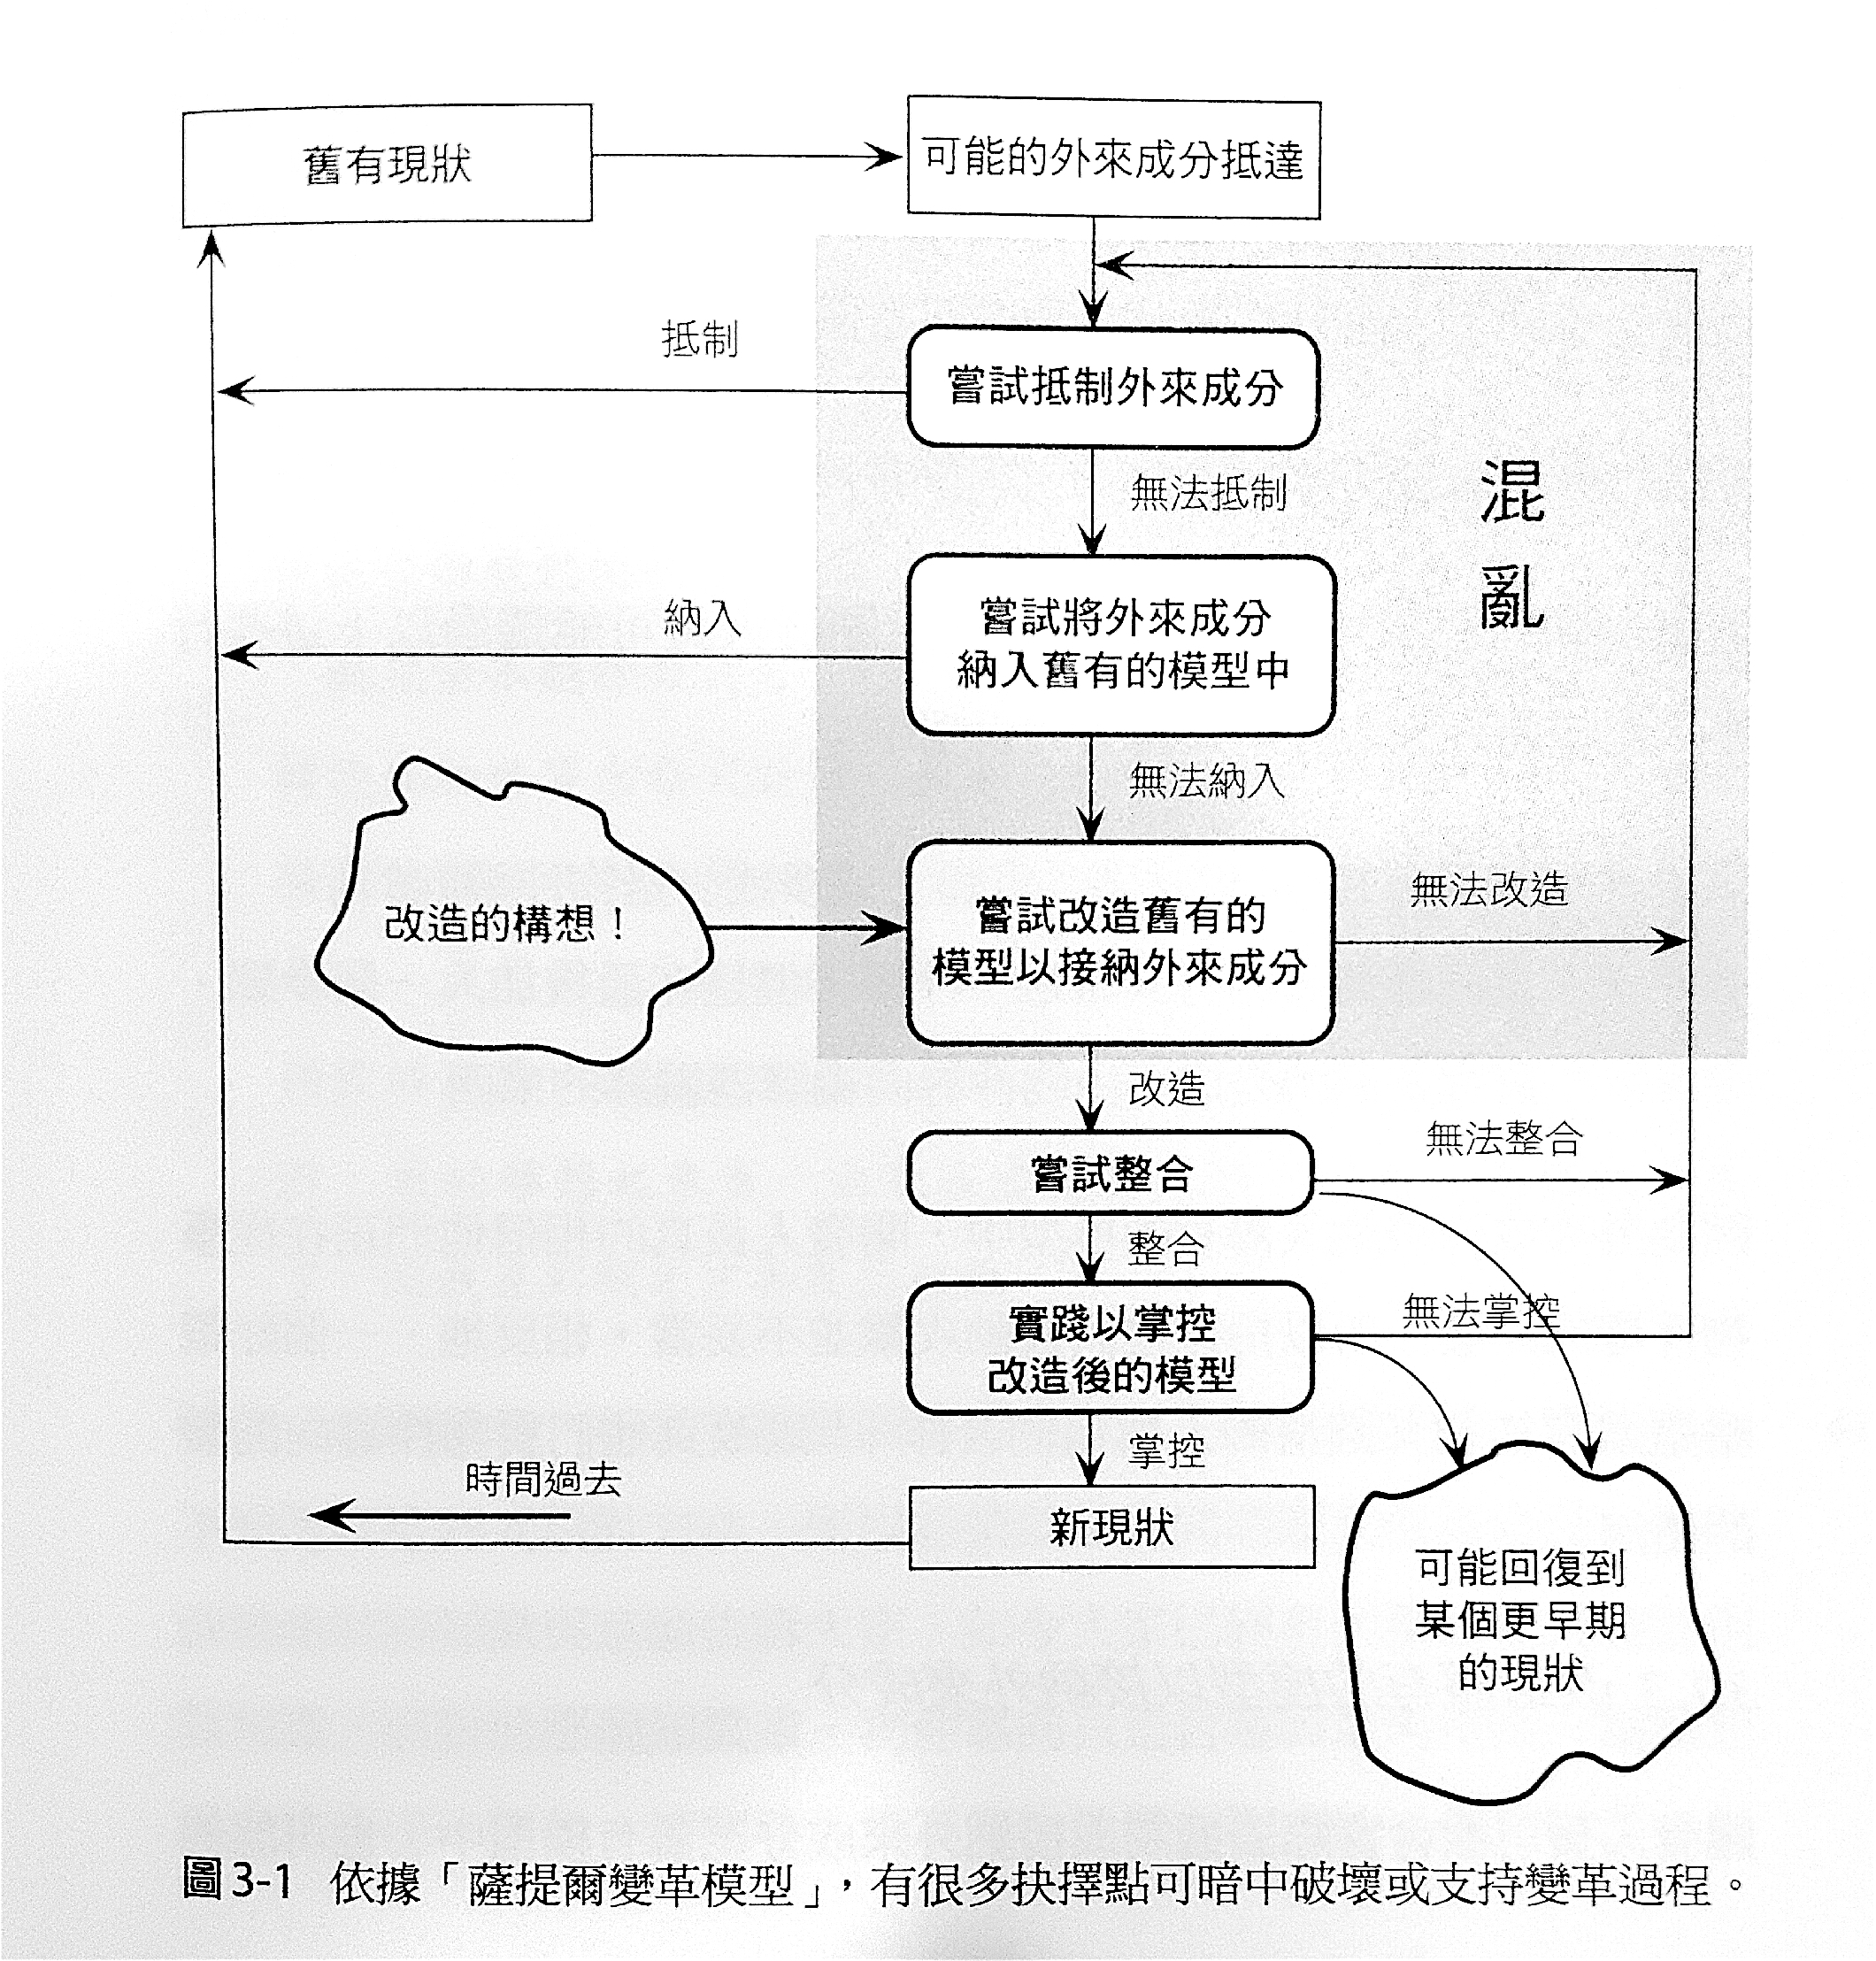 舊有現狀
可能的外來成分抵達
抵制
嘗試抵制外來成分
無法抵制
混
亂
納入
嘗試將外來成分
納入舊有的模型中
無法納入
改造的構想！
嘗試改造舊有的
模型以接納外來成分
無法改造
改造
嘗試整合
無法整合
整合
實踐以掌控
改造後的模型
無法掌控
掌控
時間過去
新現狀
可能回復到
某個更早期
的現狀
圖3-1 依據「薩提爾變革模型」，有很多抉擇點可暗中破壞或支持變革過程。